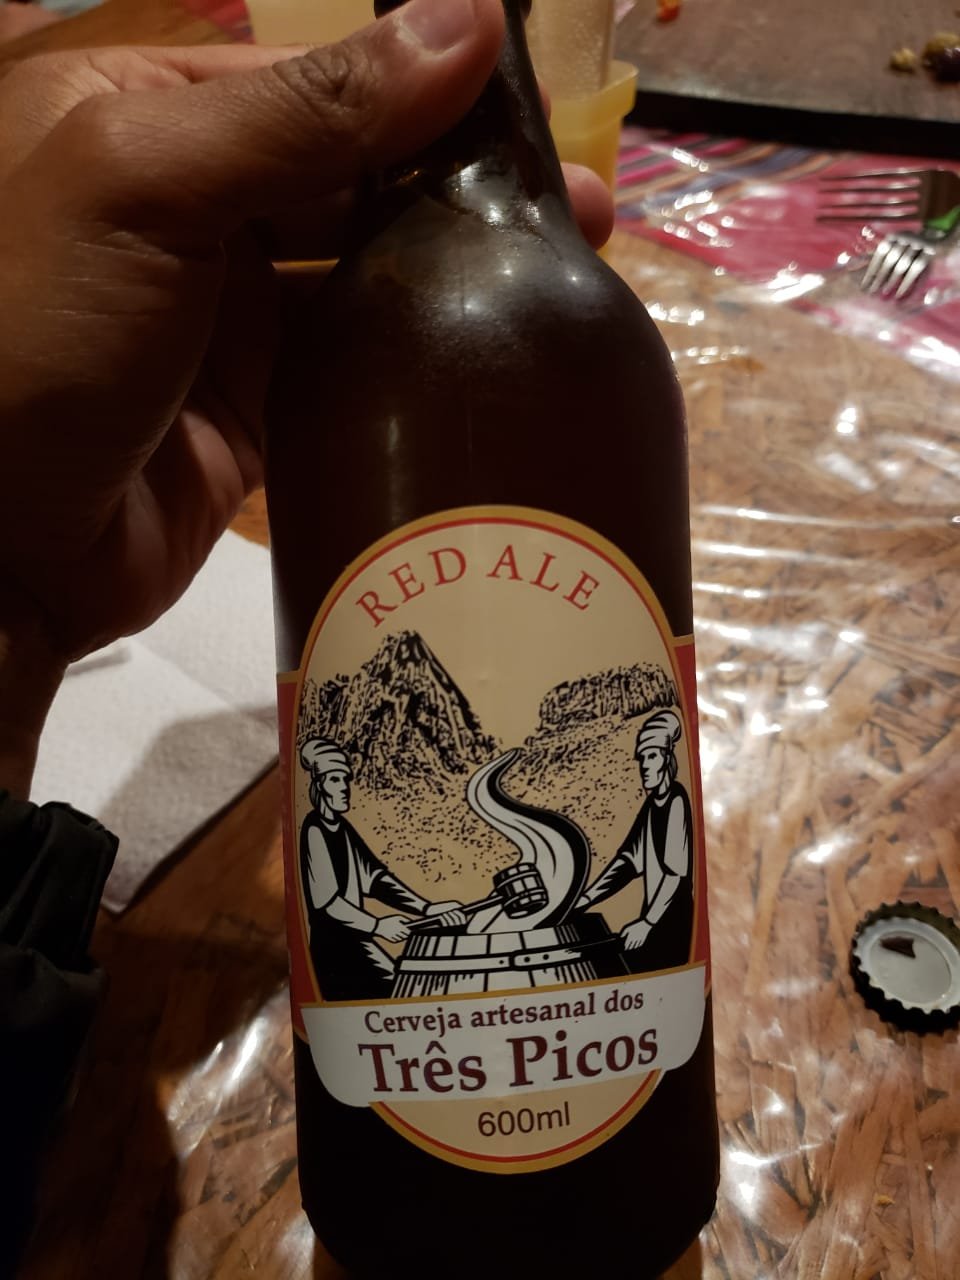 RED ALE
Cerveja artesanal dos
Três Picos
600ml